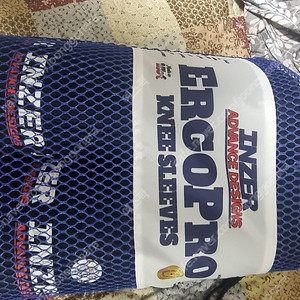 INZER
ADVANCE DESIGNS
ERGOPRO
KNEE SLEEVES
INZER
INZER